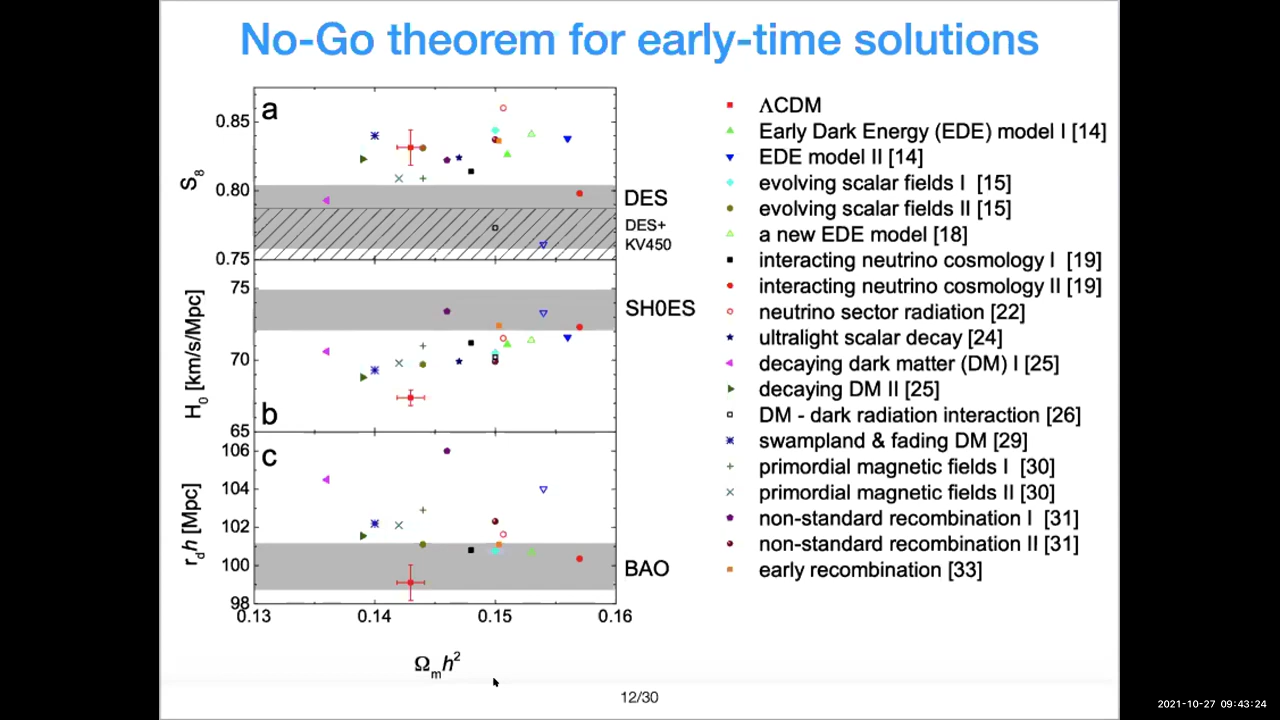 No-Go theorem for early-time solutions
a
0.85
S8
0.80
DES
DES+
KV450
0.75
75
SH0ES
H0 [km/s/Mpc]
70
b
65
106
c
104
rdh [Mpc]
102
100
BAO
98
0.13 0.14 0.15 0.16
Ωmh²
ΛCDM
Early Dark Energy (EDE) model I [14]
EDE model II [14]
evolving scalar fields I [15]
evolving scalar fields II [15]
a new EDE model [18]
interacting neutrino cosmology I [19]
interacting neutrino cosmology II [19]
neutrino sector radiation [22]
ultralight scalar decay [24]
decaying dark matter (DM) I [25]
decaying DM II [25]
DM - dark radiation interaction [26]
swampland & fading DM [29]
primordial magnetic fields I [30]
primordial magnetic fields II [30]
non-standard recombination I [31]
non-standard recombination II [31]
early recombination [33]
12/30
2021-10-27 09:43:24